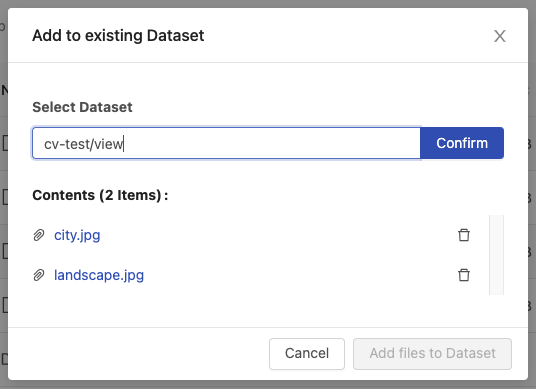 Add to existing Dataset
Select Dataset
cv-test/view
Confirm
Contents (2 Items) :
city.jpg
landscape.jpg
Cancel
Add files to Dataset